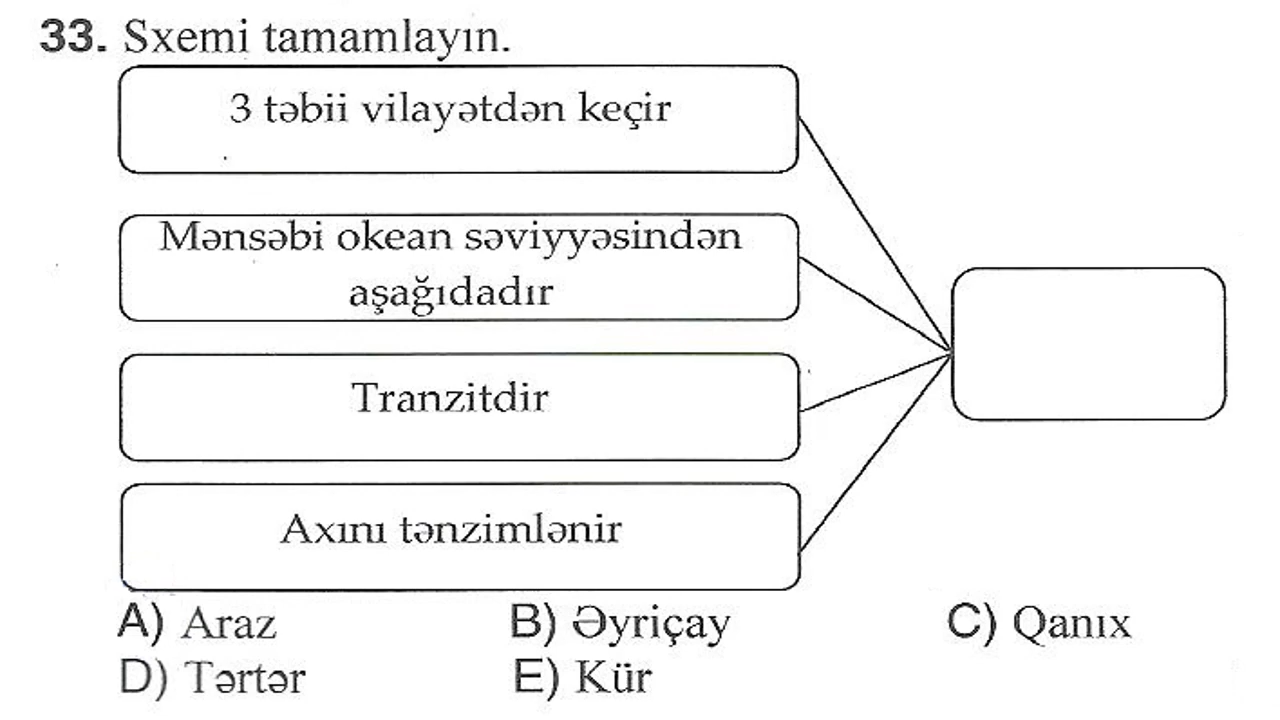 33. Sxemi tamamlayın.
3 təbii vilayətdən keçir
Mənsəbi okean səviyyəsindən
aşağıdadır
Tranzitdir
Axını tənzimlənir
A) Araz B) Əyriçay C) Qanıx
D) Tərtər E) Kür